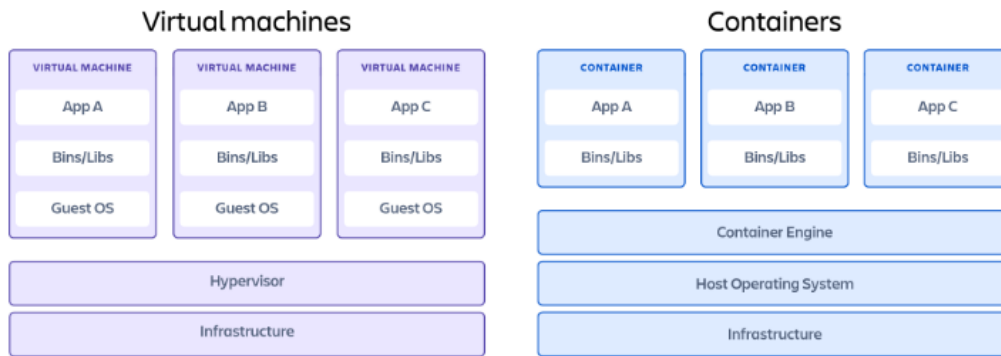 Virtual machines
VIRTUAL MACHINE
App A
Bins/Libs
Guest OS
VIRTUAL MACHINE
App B
Bins/Libs
Guest OS
VIRTUAL MACHINE
App C
Bins/Libs
Guest OS
Hypervisor
Infrastructure
Containers
CONTAINER
App A
Bins/Libs
CONTAINER
App B
Bins/Libs
CONTAINER
App C
Bins/Libs
Container Engine
Host Operating System
Infrastructure